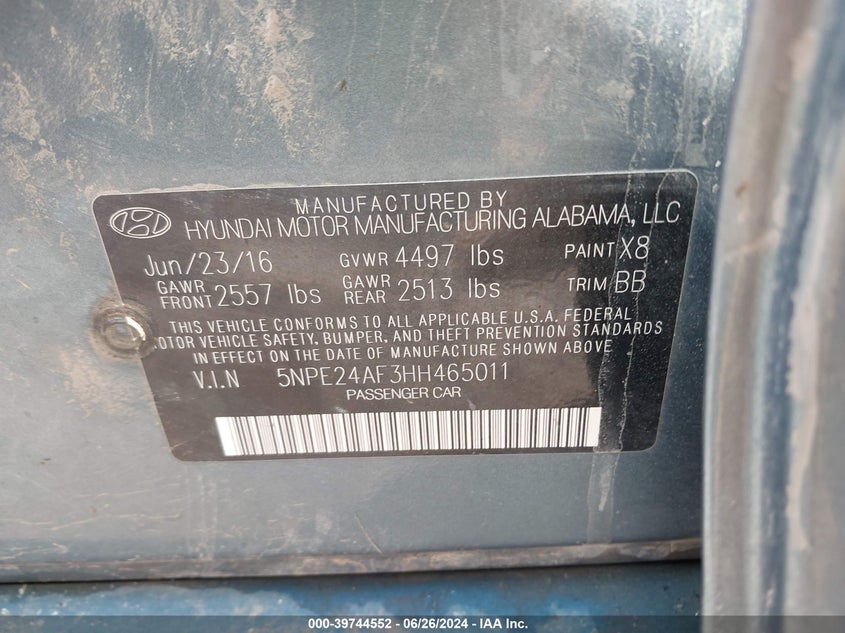 MANUFACTURED BY
HYUNDAI MOTOR MANUFACTURING ALABAMA, LLC
Jun/23/16 GVWR 4497 lbs PAINT X8
GAWR FRONT 2557 lbs GAWR REAR 2513 lbs TRIM BB
THIS VEHICLE CONFORMS TO ALL APPLICABLE U.S.A. FEDERAL
OTOR VEHICLE SAFETY, BUMPER, AND THEFT PREVENTION STANDARDS
IN EFFECT ON THE DATE OF MANUFACTURE SHOWN ABOVE.
V.I.N 5NPE24AF3HH465011
PASSENGER CAR
000-39744552 - 06/26/2024 - IAA Inc.